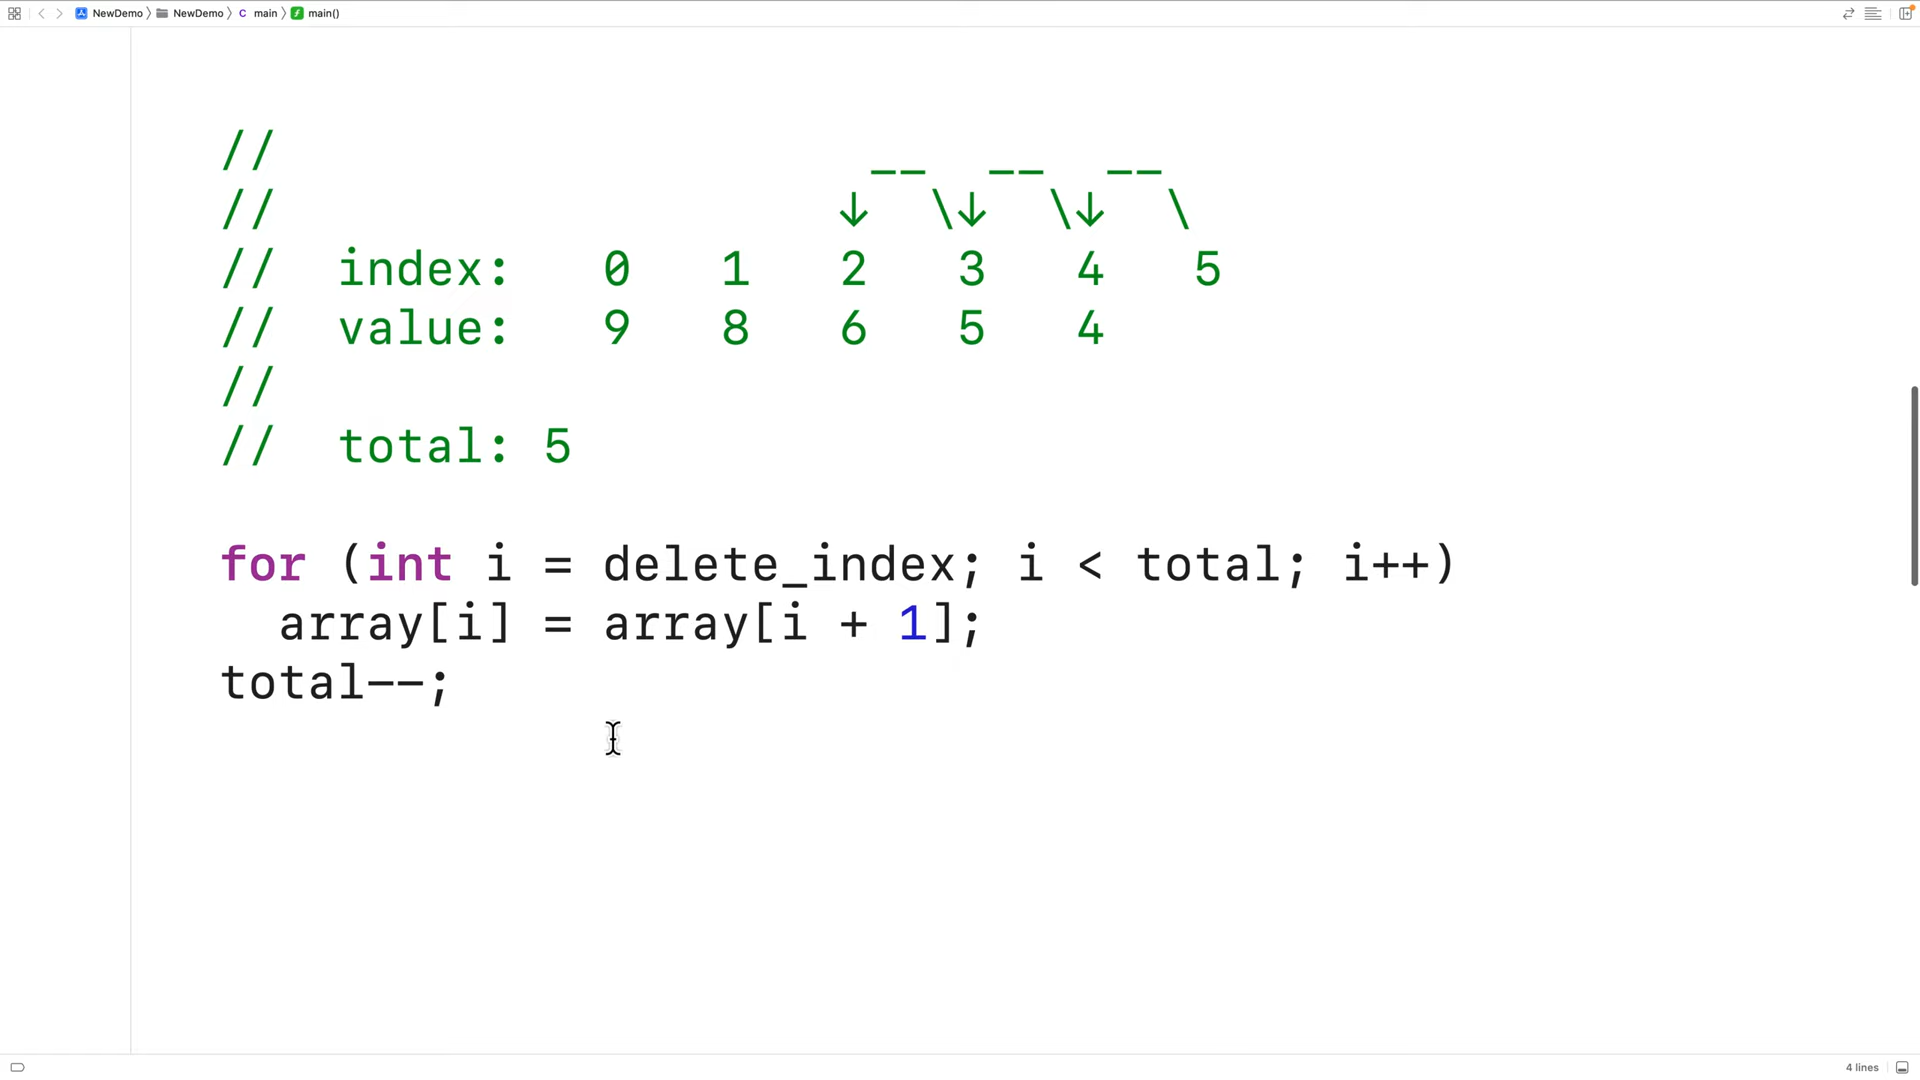 NewDemo 〉 NewDemo 〉 C main 〉 f main()
//                     __  __  __
//                    ↓  \↓  \↓  \
//  index:   0   1   2   3   4   5
//  value:   9   8   6   5   4
//
//  total: 5
for (int i = delete_index; i < total; i++)
  array[i] = array[i + 1];
total--;
4 lines